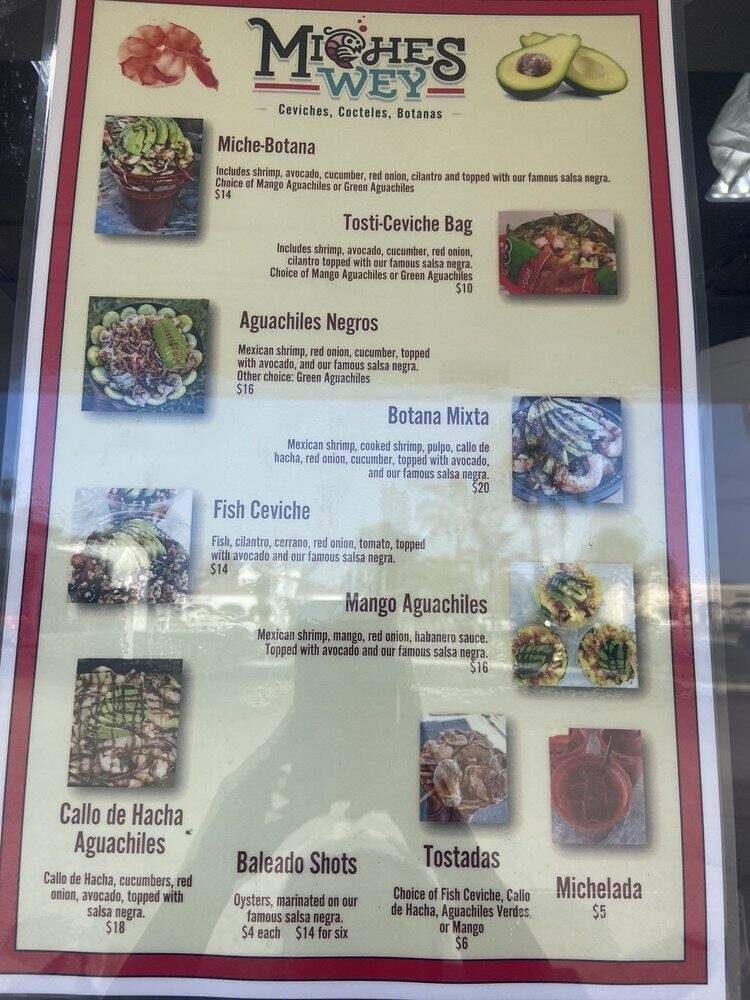 MICHES
WEY
Ceviches, Cocteles, Botanas
Miche-Botana
Includes shrimp, avocado, cucumber, red onion, cilantro and topped with our famous salsa negra.
Choice of Mango Aguachiles or Green Aguachiles
$14
Tosti-Ceviche Bag
Includes shrimp, avocado, cucumber, red onion,
cilantro topped with our famous salsa negra.
Choice of Mango Aguachiles or Green Aguachiles
$10
Aguachiles Negros
Mexican shrimp, red onion, cucumber, topped
with avocado, and our famous salsa negra.
Other choice: Green Aguachiles
$16
Botana Mixta
Mexican shrimp, cooked shrimp, pulpo, callo de
hacha, red onion, cucumber, topped with avocado,
and our famous salsa negra.
$20
Fish Ceviche
Fish, cilantro, cerrano, red onion, tomato, topped
with avocado and our famous salsa negra.
$14
Mango Aguachiles
Mexican shrimp, mango, red onion, habanero sauce.
Topped with avocado and our famous salsa negra.
$16
Callo de Hacha
Aguachiles
Callo de Hacha, cucumbers, red
onion, avocado, topped with
salsa negra.
$18
Baleado Shots
Oysters, marinated on our
famous salsa negra.
$4 each $14 for six
Tostadas
Choice of Fish Ceviche, Callo
de Hacha, Aguachiles Verdes,
or Mango
$6
Michelada
$5